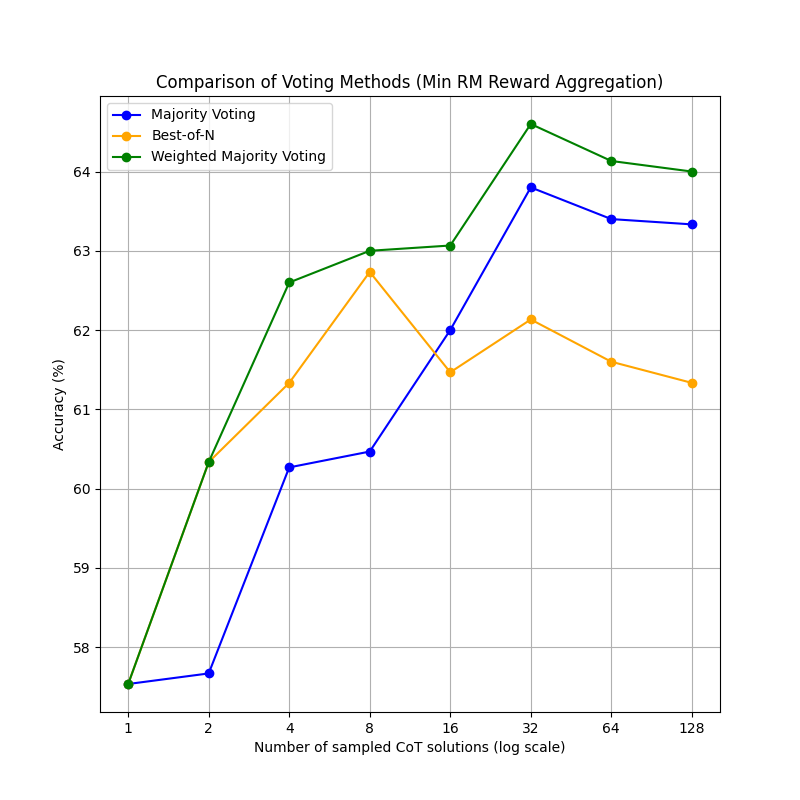 Comparison of Voting Methods (Min RM Reward Aggregation)
Majority Voting
Best-of-N
Weighted Majority Voting
Accuracy (%)
64
63
62
61
60
59
58
1 2 4 8 16 32 64 128
Number of sampled CoT solutions (log scale)